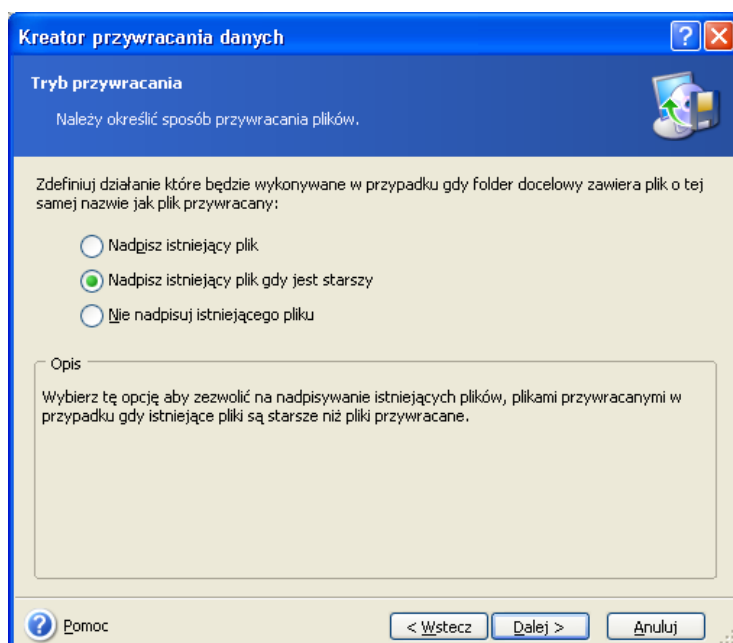 Kreator przywracania danych
Tryb przywracania
Należy określić sposób przywracania plików.
Zdefiniuj działanie które będzie wykonywane w przypadku gdy folder docelowy zawiera plik o tej
samej nazwie jak plik przywracany:
Nadpisz istniejący plik
Nadpisz istniejący plik gdy jest starszy
Nie nadpisuj istniejącego pliku
Opis
Wybierz tę opcję aby zezwolić na nadpisywanie istniejących plików, plikami przywracanymi w
przypadku gdy istniejące pliki są starsze niż pliki przywracane.
Pomoc
< Wstecz
Dalej >
Anuluj